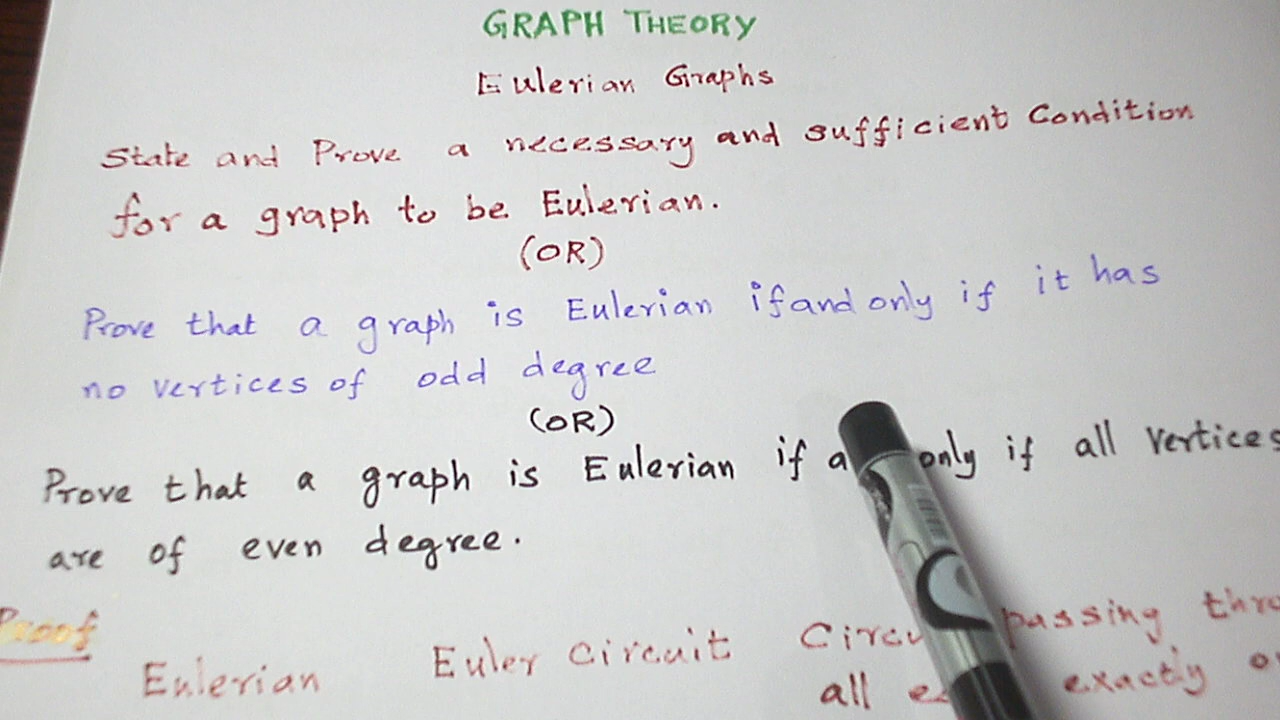 GRAPH THEORY
Eulerian Graphs
State and Prove a necessary and sufficient Condition
for a graph to be Eulerian.
(OR)
Prove that a graph is Eulerian if and only if it has
no vertices of odd degree
(OR)
Prove that a graph is Eulerian if only if all vertices
are of even degree.
Proof
Eulerian Euler Circuit passing
all exactly